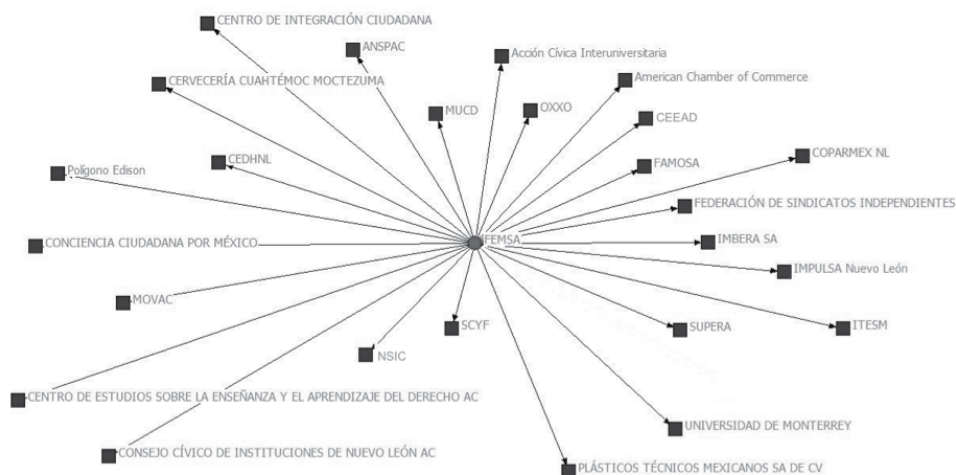 CENTRO DE INTEGRACIÓN CIUDADANA
ANSPAC
Acción Cívica Interuniversitaria
CERVECERÍA CUAHTÉMOC MOCTEZUMA
American Chamber of Commerce
MUCD
OXXO
CEEAD
CEDHNL
FAMOSA
COPARMEX NL
Polígono Edison
FEDERACIÓN DE SINDICATOS INDEPENDIENTES
CONCIENCIA CIUDADANA POR MÉXICO
FEMSA
IMBERA SA
IMPULSA Nuevo León
MOVAC
SCYF
SUPERA
ITESM
NSIC
CENTRO DE ESTUDIOS SOBRE LA ENSEÑANZA Y EL APRENDIZAJE DEL DERECHO AC
UNIVERSIDAD DE MONTERREY
CONSEJO CÍVICO DE INSTITUCIONES DE NUEVO LEÓN AC
PLÁSTICOS TÉCNICOS MEXICANOS SA DE CV